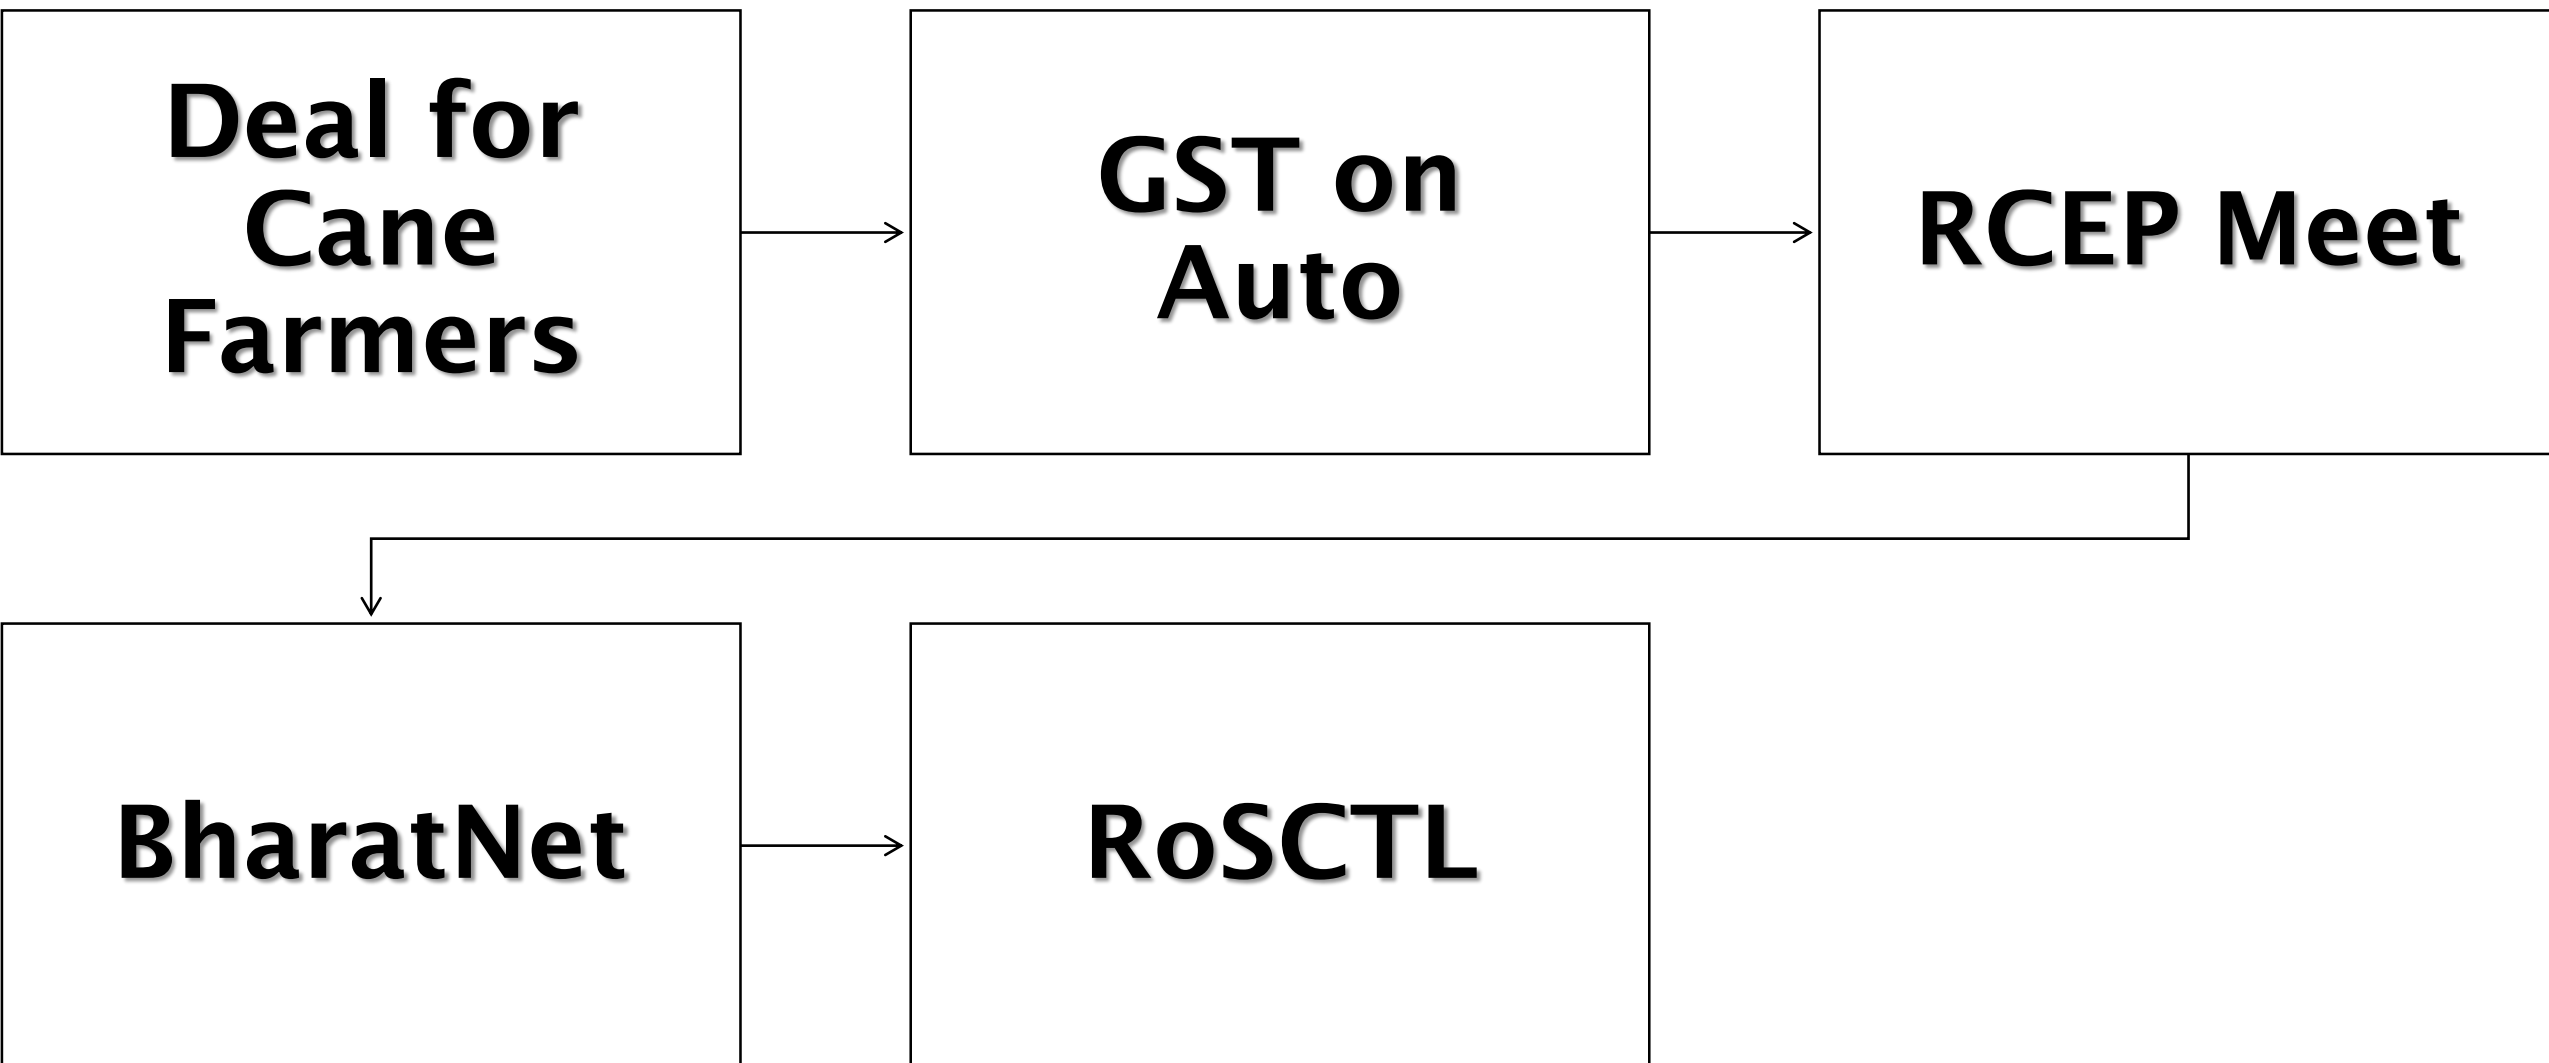 Deal for
Cane
Farmers
GST on
Auto
RCEP Meet
BharatNet
RoSCTL